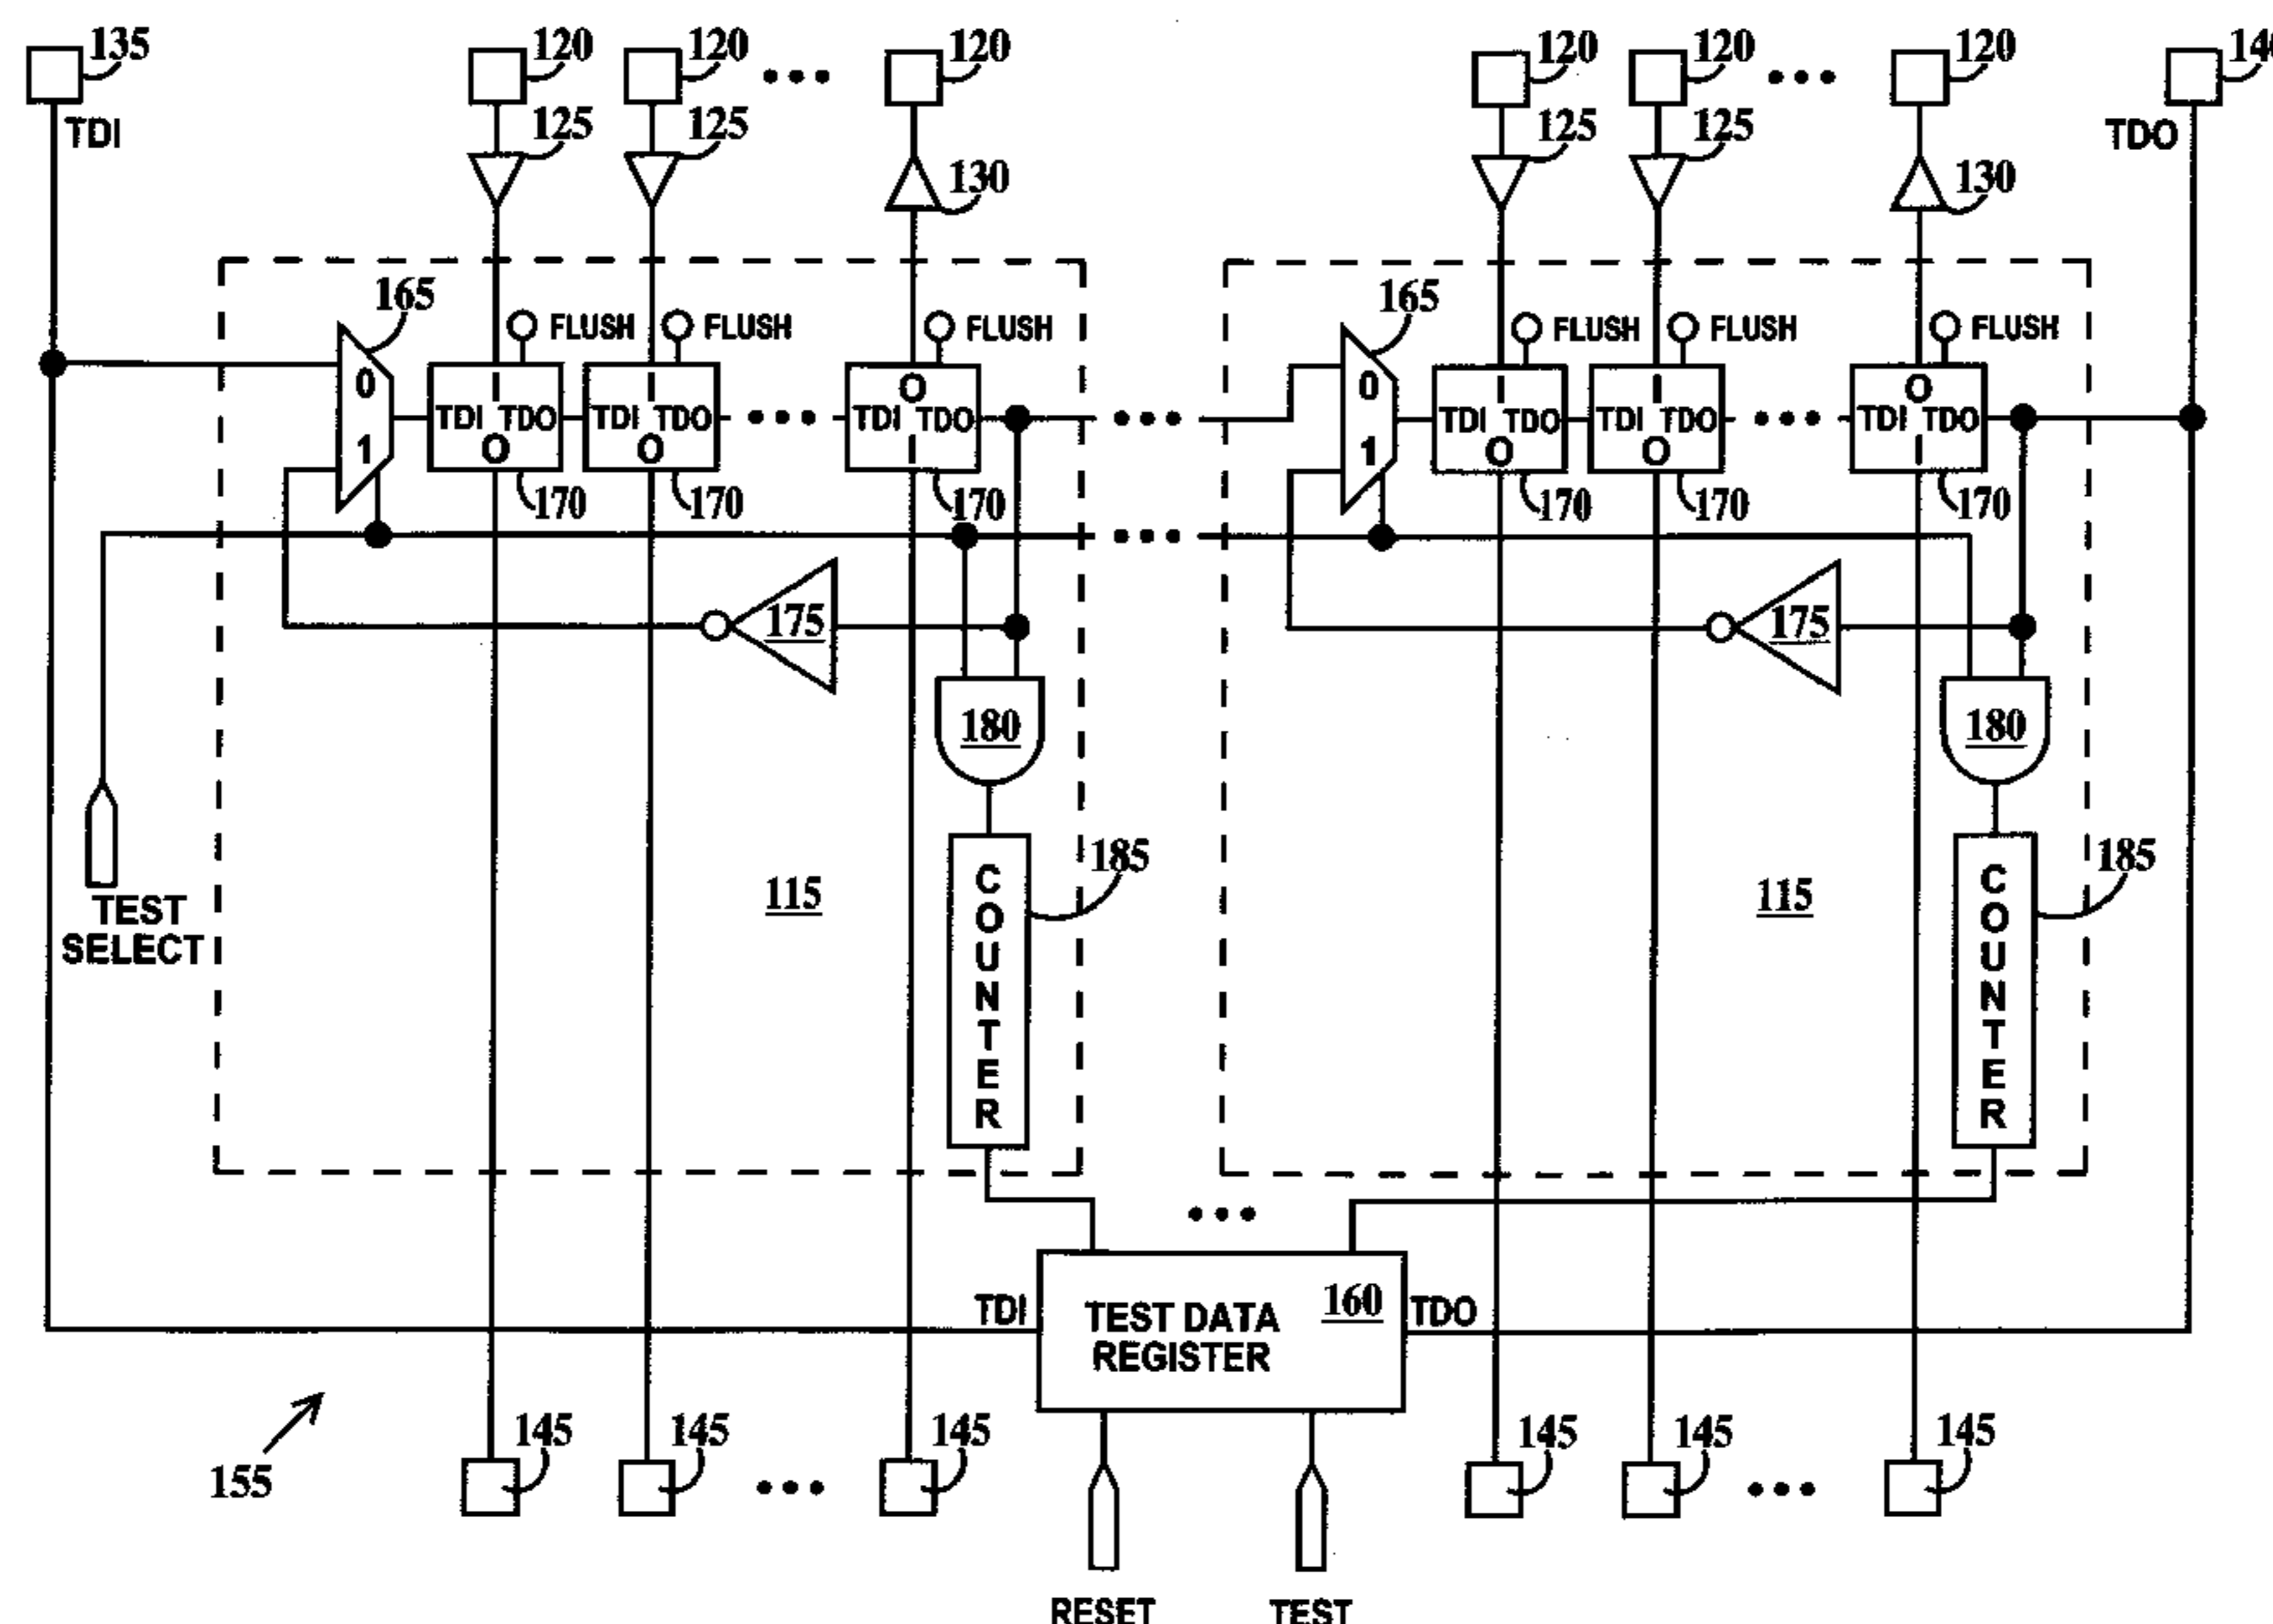 135 120 120 120 120 120 120
TDI 125 125 125 125 TDO
130 130
165 165
FLUSH FLUSH FLUSH FLUSH FLUSH FLUSH
0 I I O 0 I I O
TDI TDO TDI TDO TDI TDO TDI TDO TDI TDO TDI TDO
1 O O I 1 O O I
170 170 170 170 170 170
175 175
180 180
COUNTER 185 COUNTER 185
115 115
TEST
SELECT
TDI TEST DATA 160 TDO
REGISTER
155 145 145 145 145 145 145
RESET TEST